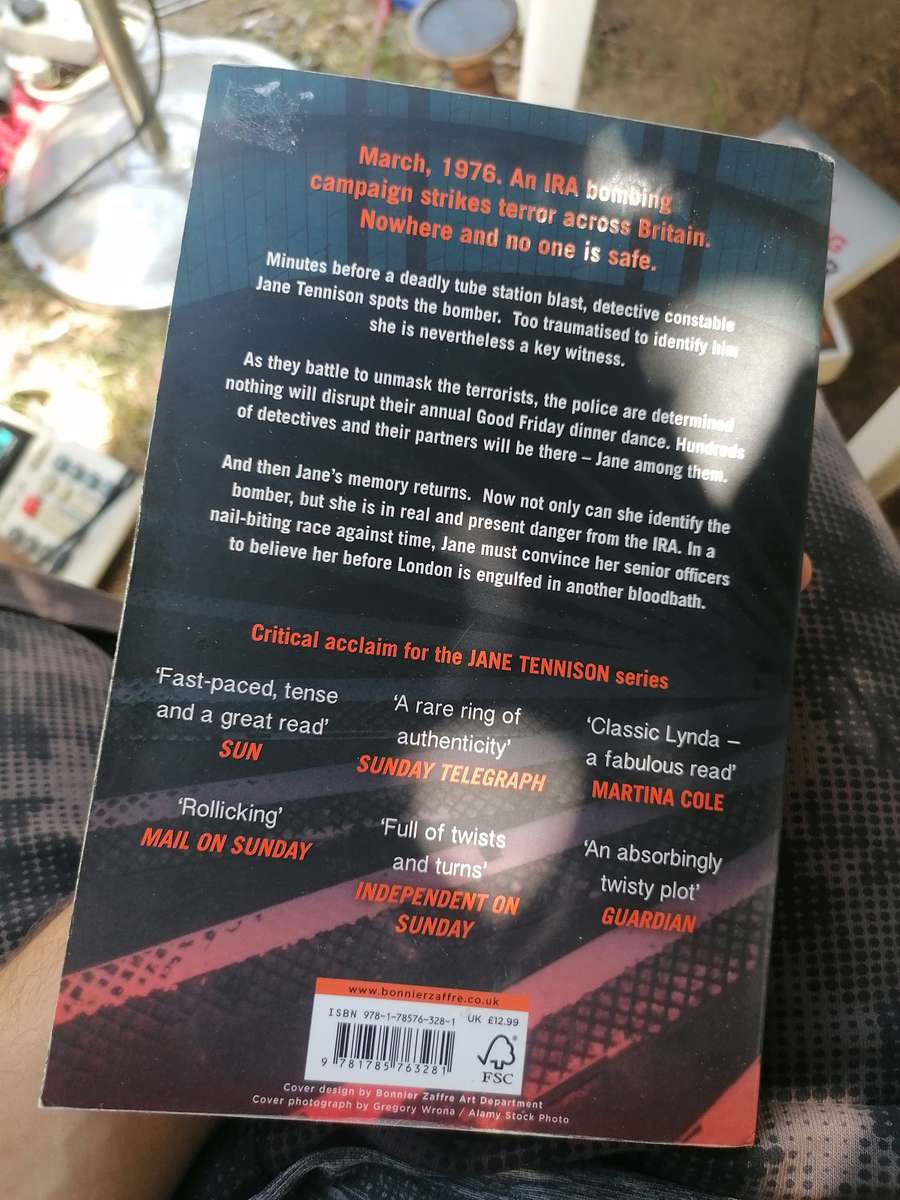 March, 1976. An IRA bombing
campaign strikes terror across Britain.
Nowhere and no one is safe.
Minutes before a deadly tube station blast, detective constable
Jane Tennison spots the bomber. Too traumatised to identify him
she is nevertheless a key witness.
As they battle to unmask the terrorists, the police are determined
nothing will disrupt their annual Good Friday dinner dance. Hundreds
of detectives and their partners will be there – Jane among them.
And then Jane's memory returns. Now not only can she identify the
bomber, but she is in real and present danger from the IRA. In a
nail-biting race against time, Jane must convince her senior officers
to believe her before London is engulfed in another bloodbath.
Critical acclaim for the JANE TENNISON series
'Fast-paced, tense
and a great read'
SUN
'A rare ring of
authenticity'
SUNDAY TELEGRAPH
'Classic Lynda –
a fabulous read'
MARTINA COLE
'Rollicking'
MAIL ON SUNDAY
'Full of twists
and turns'
INDEPENDENT ON
SUNDAY
'An absorbingly
twisty plot'
GUARDIAN
www.bonnierzaffre.co.uk
ISBN 978-1-78576-328-1 UK £12.99
9 781785 763281
FSC
Cover design by Bonnier Zaffre Art Department
Cover photograph by Gregory Wrona / Alamy Stock Photo